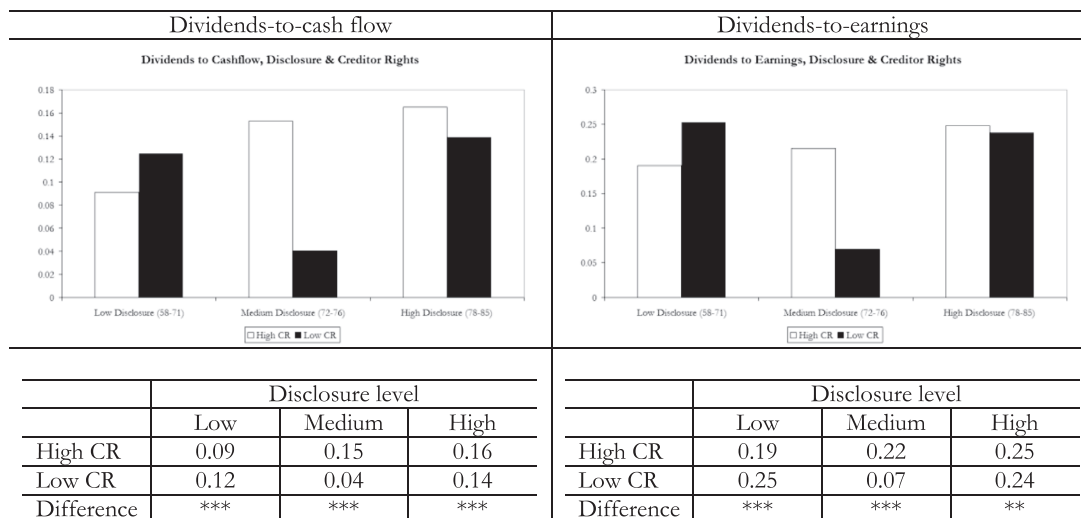 Dividends-to-cash flow
Dividends to Cashflow, Disclosure & Creditor Rights
0.18
0.16
0.14
0.12
0.1
0.08
0.06
0.04
0.02
0
Low Disclosure (58-71) Medium Disclosure (72-76) High Disclosure (78-85)
High CR Low CR
Disclosure level
Low Medium High
High CR 0.09 0.15 0.16
Low CR 0.12 0.04 0.14
Difference *** *** ***
Dividends-to-earnings
Dividends to Earnings, Disclosure & Creditor Rights
0.3
0.25
0.2
0.15
0.1
0.05
0
Low Disclosure (58-71) Medium Disclosure (72-76) High Disclosure (78-85)
High CR Low CR
Disclosure level
Low Medium High
High CR 0.19 0.22 0.25
Low CR 0.25 0.07 0.24
Difference *** *** **